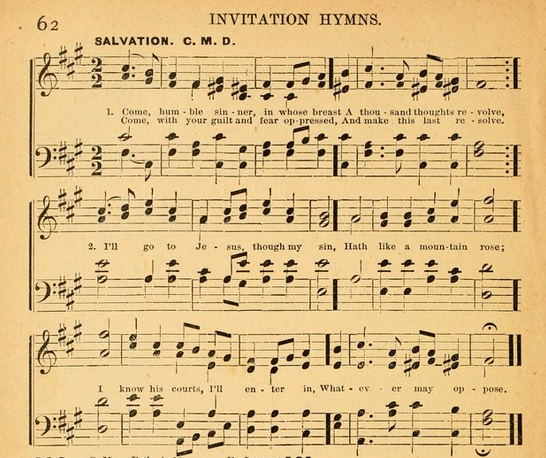 62
INVITATION HYMNS.
SALVATION. C. M. D.
1. Come, hum - ble sin - ner, in whose breast A thou - sand thoughts re - volve,
Come, with your guilt and fear op-pressed, And make this last re - solve.
2. I'll go to Je - sus, though my sin, Hath like a moun-tain rose;
I know his courts, I'll en - ter in, What - ev - er may op - pose.